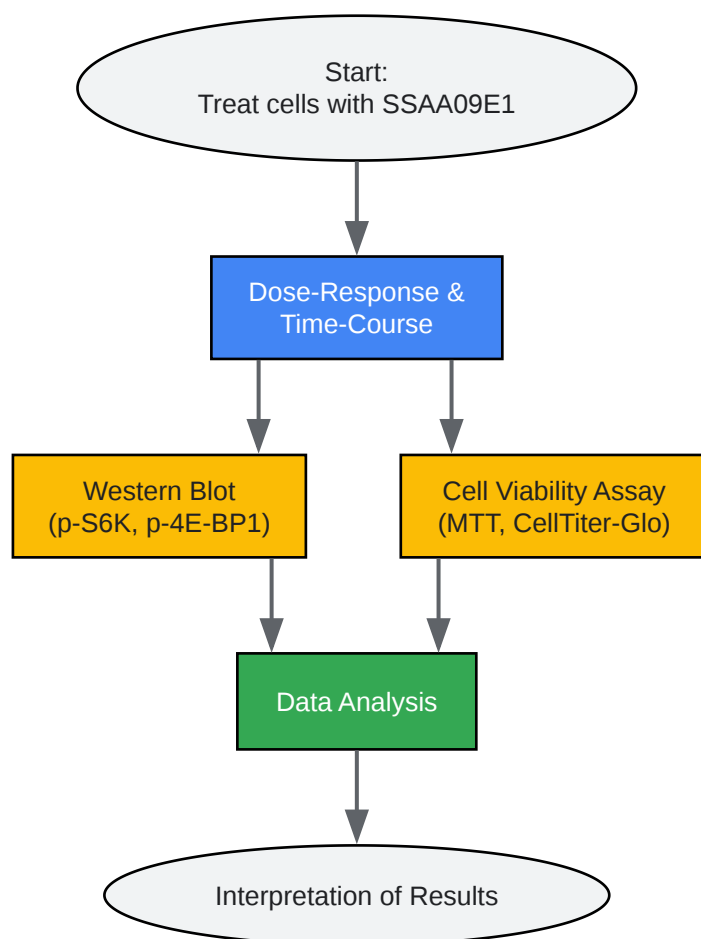 Start:
Treat cells with SSAA09E1
Dose-Response &
Time-Course
Western Blot
(p-S6K, p-4E-BP1)
Cell Viability Assay
(MTT, CellTiter-Glo)
Data Analysis
Interpretation of Results